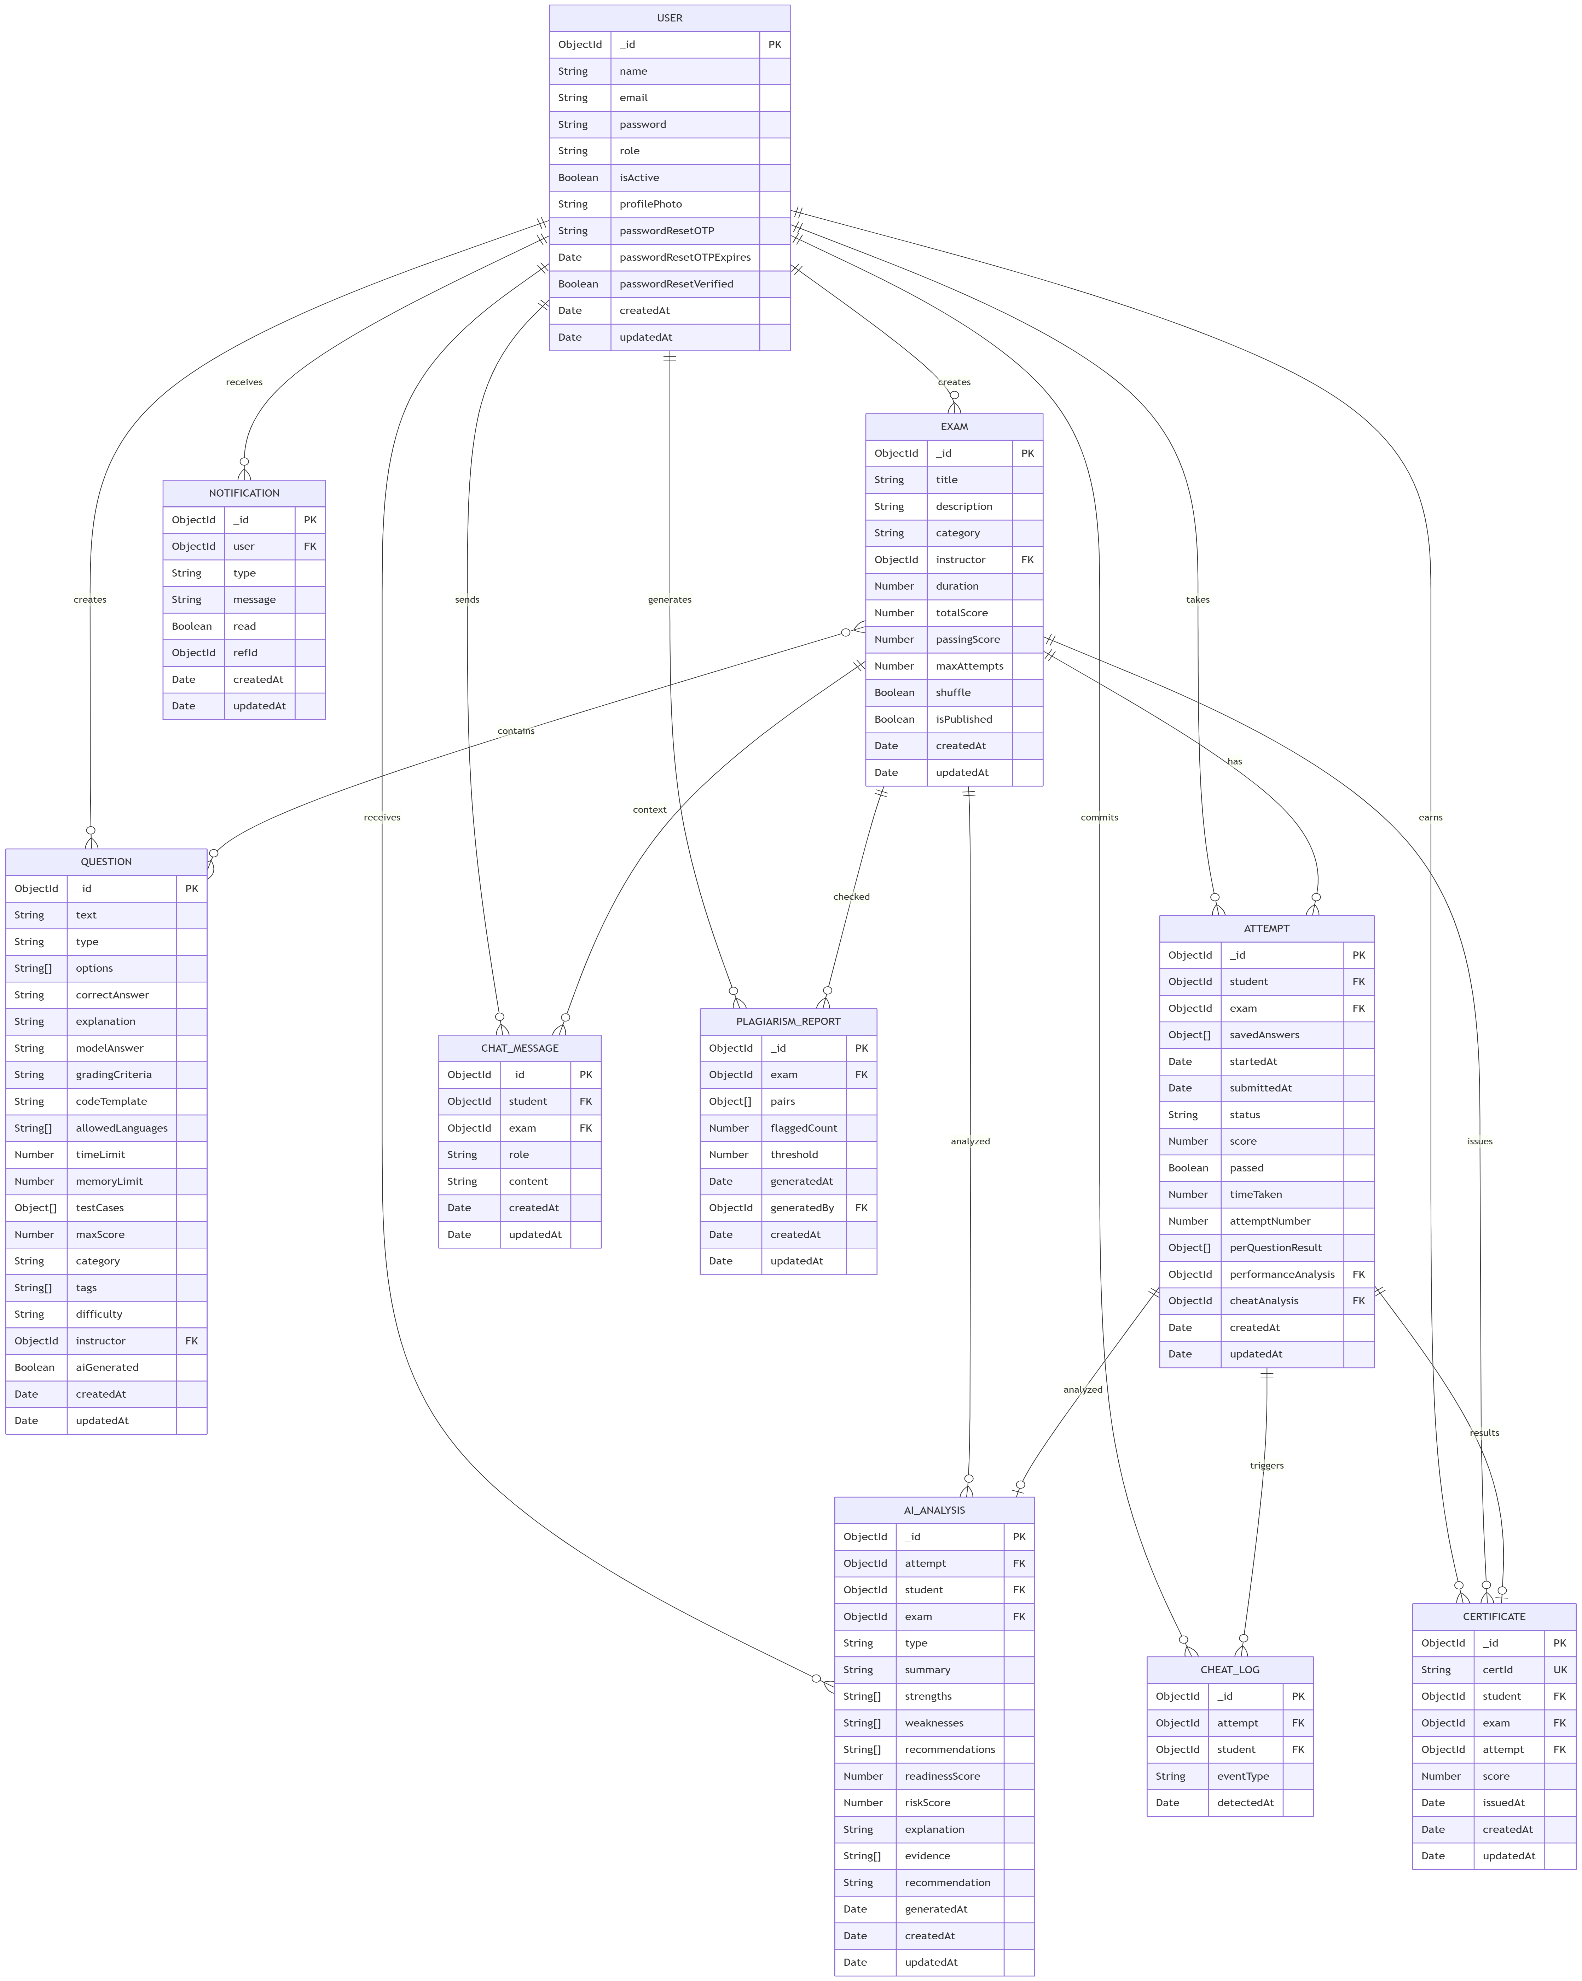 USER
ObjectId _id PK
String name
String email
String password
String role
Boolean isActive
String profilePhoto
String passwordResetOTP
Date passwordResetOTPExpires
Boolean passwordResetVerified
Date createdAt
Date updatedAt
receives
creates
EXAM
ObjectId _id PK
String title
String description
String category
ObjectId instructor FK
Number duration
Number totalScore
Number passingScore
Number maxAttempts
Boolean shuffle
Boolean isPublished
Date createdAt
Date updatedAt
NOTIFICATION
ObjectId _id PK
ObjectId user FK
String type
String message
Boolean read
ObjectId refId
Date createdAt
Date updatedAt
creates
sends
generates
takes
contains
has
context
receives
commits
earns
checked
QUESTION
ObjectId _id PK
String text
String type
String[] options
String correctAnswer
String explanation
String modelAnswer
String gradingCriteria
String codeTemplate
String[] allowedLanguages
Number timeLimit
Number memoryLimit
Object[] testCases
Number maxScore
String category
String[] tags
String difficulty
ObjectId instructor FK
Boolean aiGenerated
Date createdAt
Date updatedAt
CHAT_MESSAGE
ObjectId _id PK
ObjectId student FK
ObjectId exam FK
String role
String content
Date createdAt
Date updatedAt
PLAGIARISM_REPORT
ObjectId _id PK
ObjectId exam FK
Object[] pairs
Number flaggedCount
Number threshold
Date generatedAt
ObjectId generatedBy FK
Date createdAt
Date updatedAt
ATTEMPT
ObjectId _id PK
ObjectId student FK
ObjectId exam FK
Object[] savedAnswers
Date startedAt
Date submittedAt
String status
Number score
Boolean passed
Number timeTaken
Number attemptNumber
Object[] perQuestionResult
ObjectId performanceAnalysis FK
ObjectId cheatAnalysis FK
Date createdAt
Date updatedAt
analyzed
issues
analyzed
results
triggers
AI_ANALYSIS
ObjectId _id PK
ObjectId attempt FK
ObjectId student FK
ObjectId exam FK
String type
String summary
String[] strengths
String[] weaknesses
String[] recommendations
Number readinessScore
Number riskScore
String explanation
String[] evidence
String recommendation
Date generatedAt
Date createdAt
Date updatedAt
CHEAT_LOG
ObjectId _id PK
ObjectId attempt FK
ObjectId student FK
String eventType
Date detectedAt
CERTIFICATE
ObjectId _id PK
String certId UK
ObjectId student FK
ObjectId exam FK
ObjectId attempt FK
Number score
Date issuedAt
Date createdAt
Date updatedAt